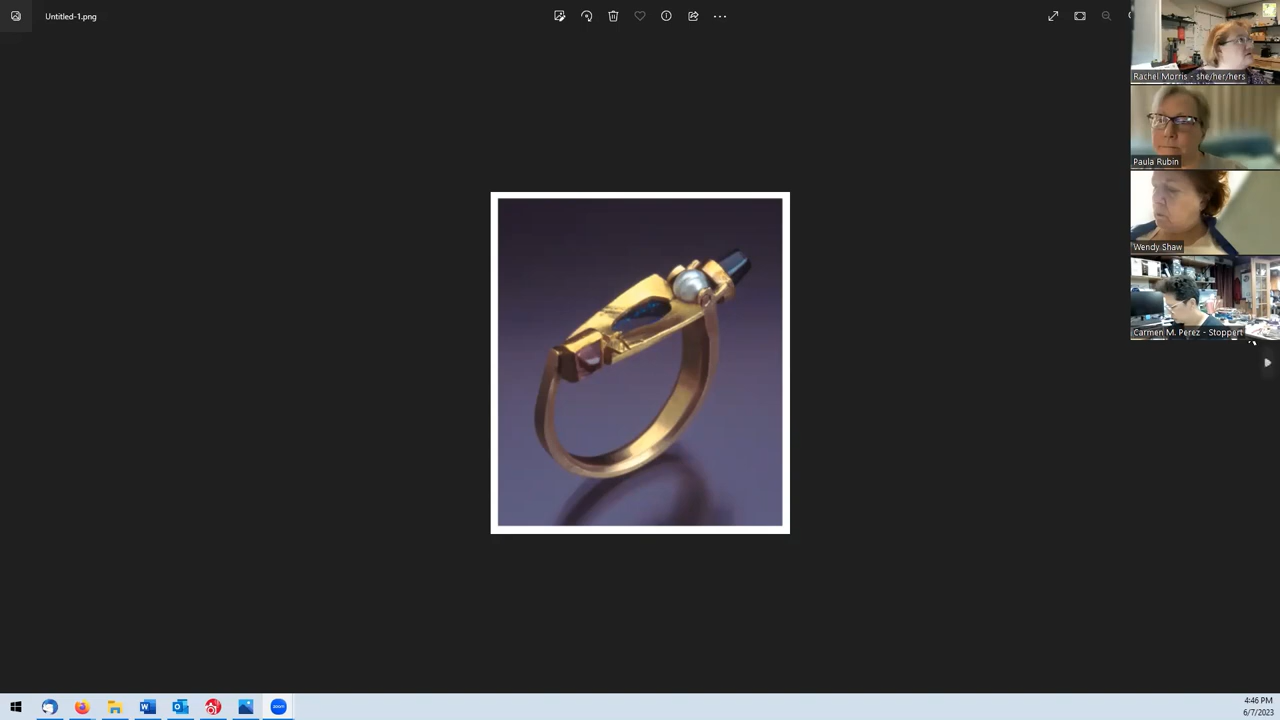 Untitled-1.png
Rachel Morris - she/her/hers
Paula Rubin
Wendy Shaw
Carmen M. Perez - Stoppert
zoom
4:46 PM
6/7/2023